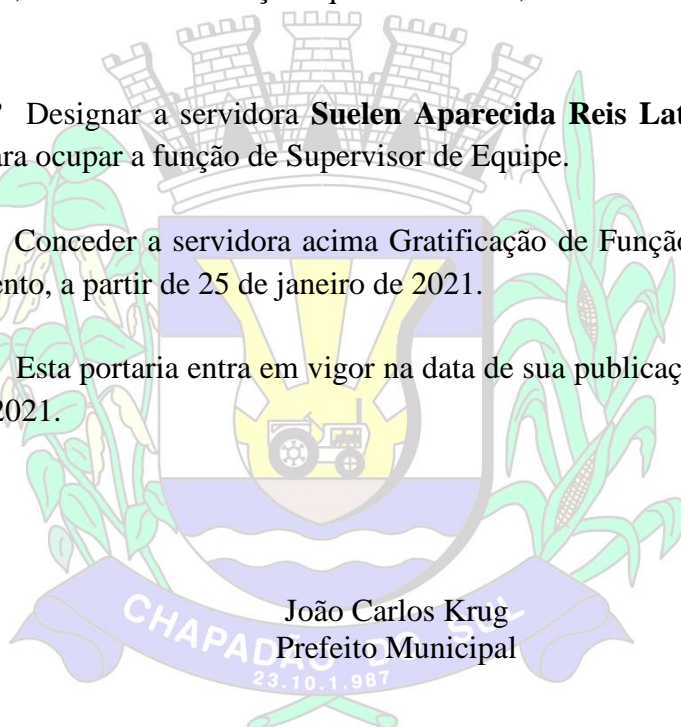 Designar a servidora Suelen Aparecida Reis Lat
ara ocupar a função de Supervisor de Equipe.
Conceder a servidora acima Gratificação de Função
ento, a partir de 25 de janeiro de 2021.
Esta portaria entra em vigor na data de sua publicaç
2021.
João Carlos Krug
Prefeito Municipal
CHAPADÃO DO SUL
23.10.1.987